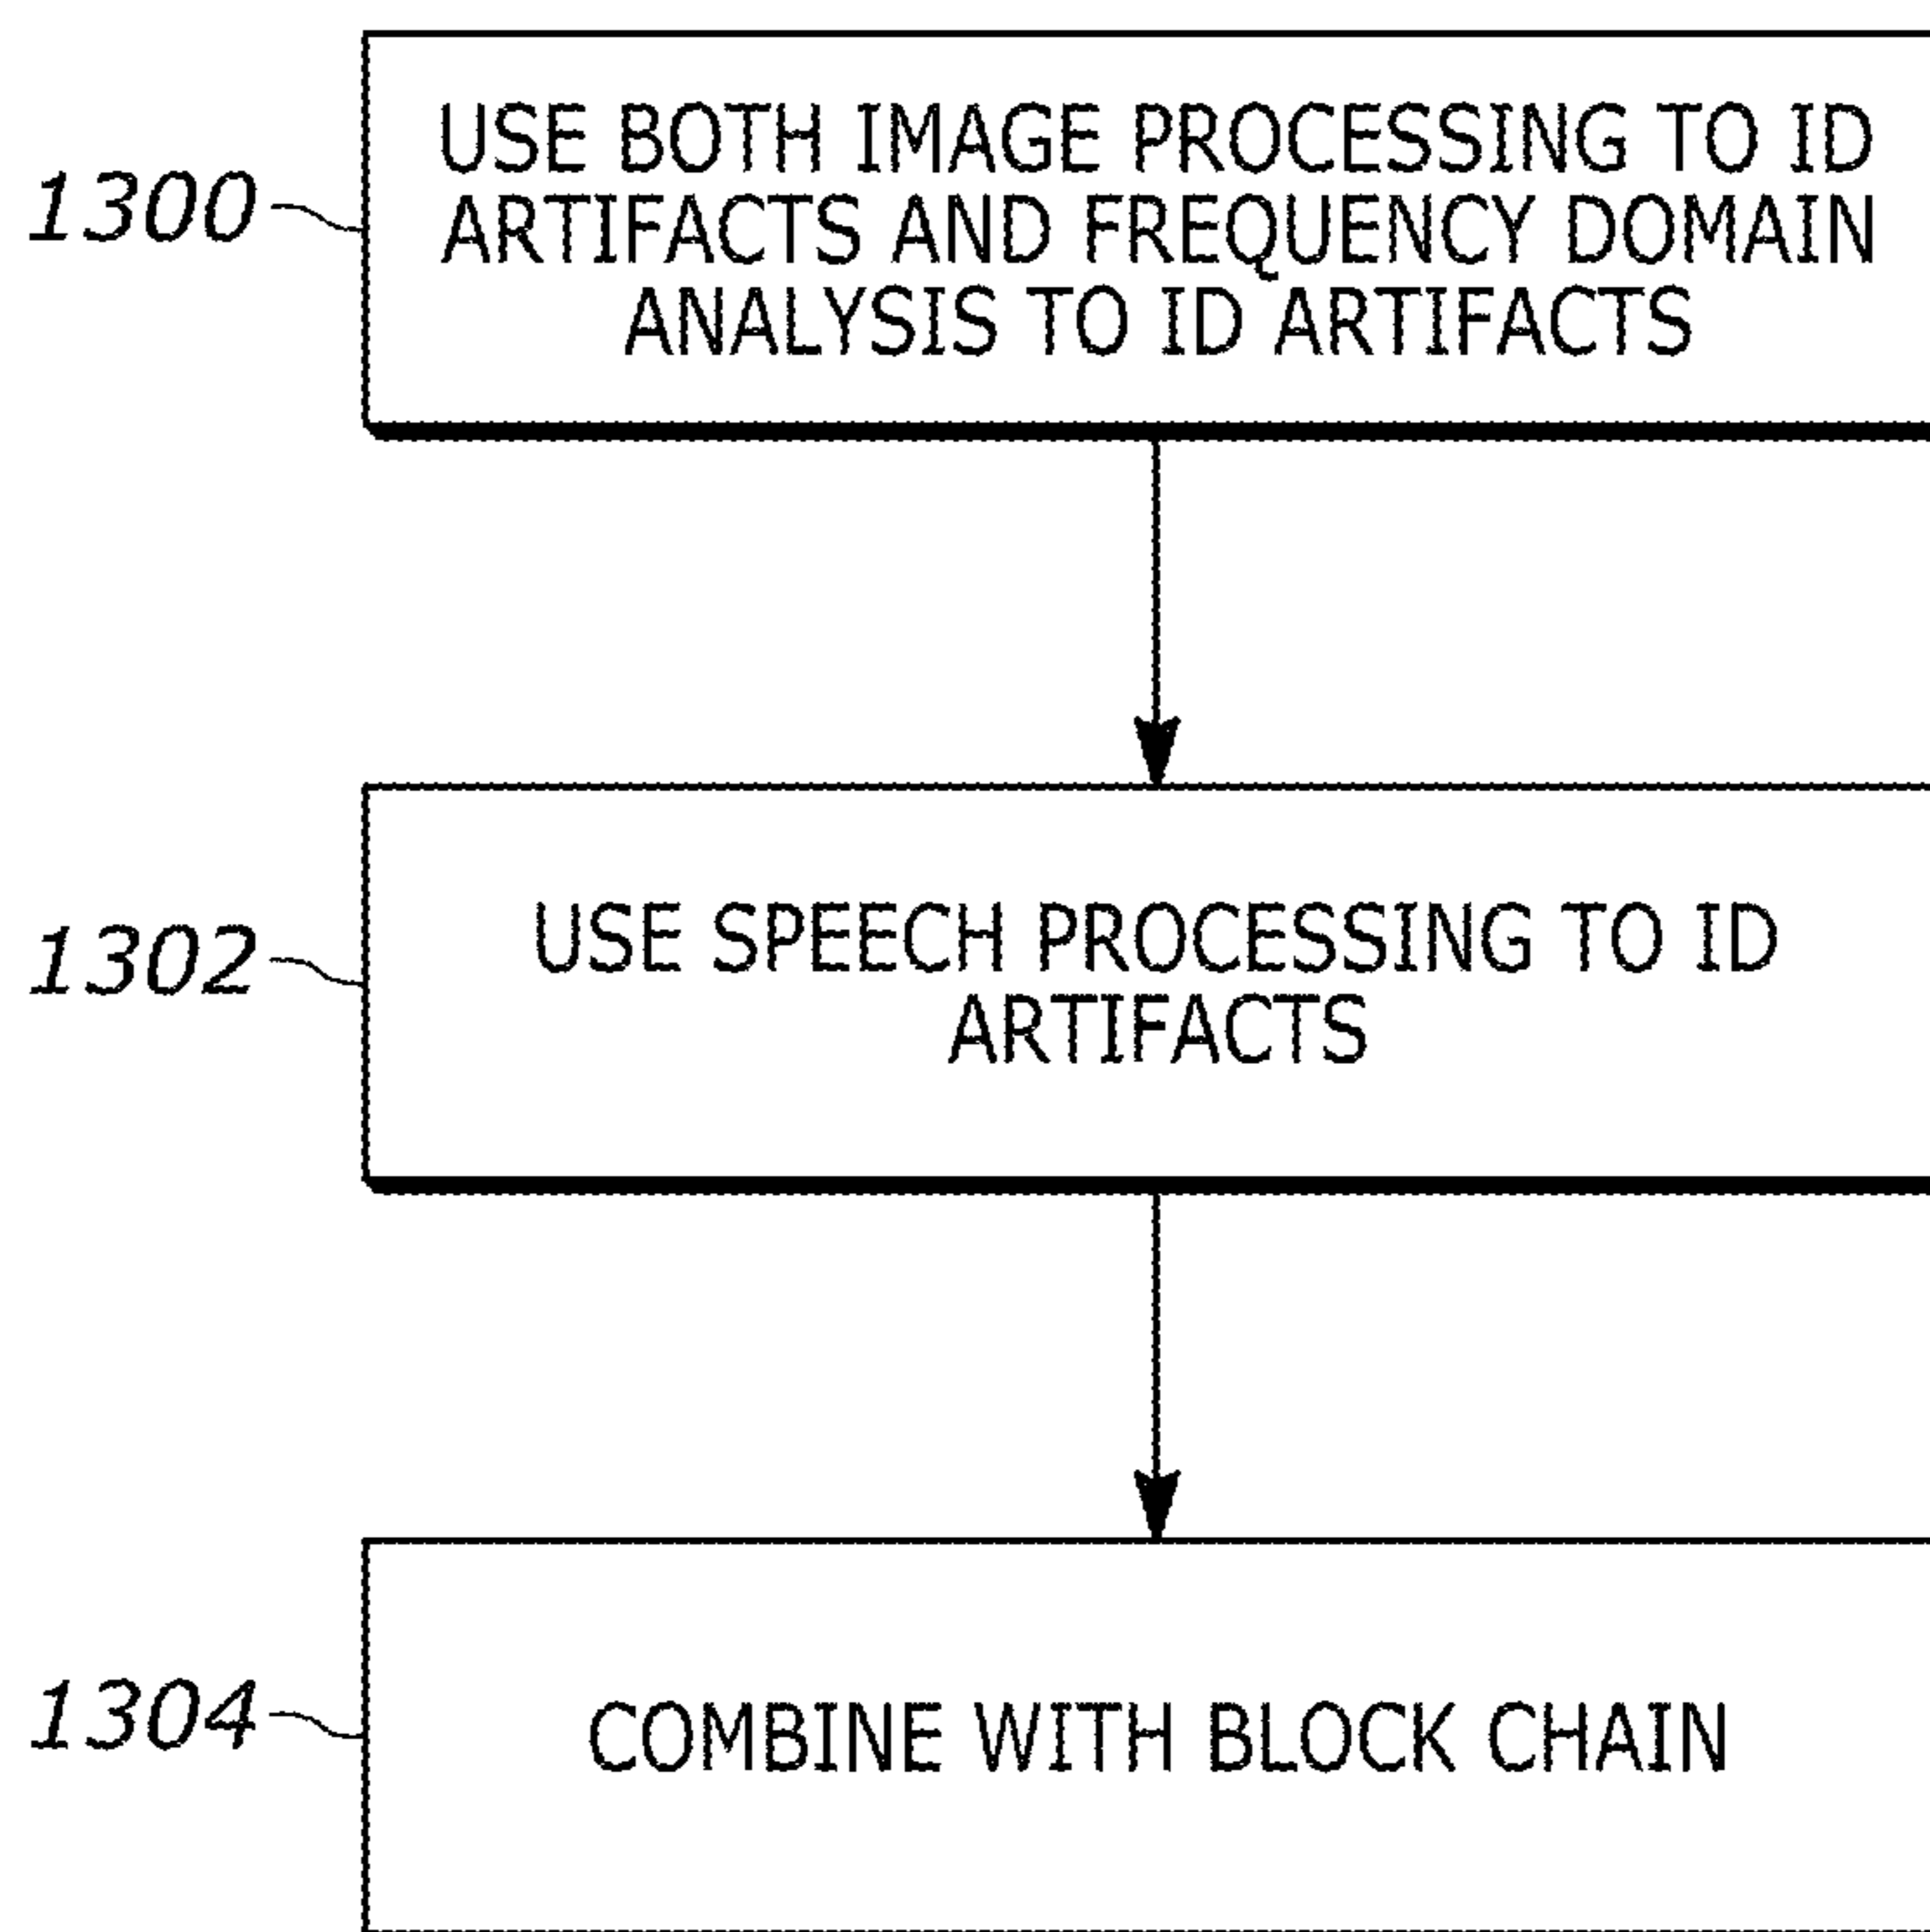 1300
USE BOTH IMAGE PROCESSING TO ID
ARTIFACTS AND FREQUENCY DOMAIN
ANALYSIS TO ID ARTIFACTS
1302
USE SPEECH PROCESSING TO ID
ARTIFACTS
1304
COMBINE WITH BLOCK CHAIN